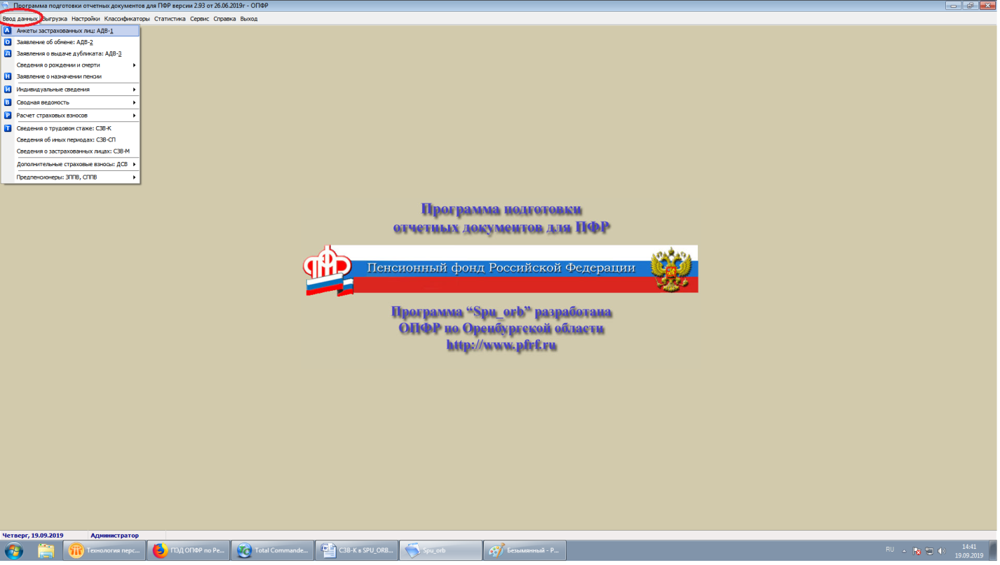 Программа подготовки отчетных документов для ПФР версии 2.93 от 26.06.2019г - ОПФР
Ввод данных Выгрузка Настройки Классификаторы Статистика Сервис Справка Выход
А Анкеты застрахованных лиц: АДВ-1
О Заявление об обмене: АДВ-2
Д Заявления о выдаче дубликата: АДВ-3
Сведения о рождении и смерти
Н Заявление о назначении пенсии
И Индивидуальные сведения
В Сводная ведомость
Р Расчет страховых взносов
Т Сведения о трудовом стаже: СЗВ-К
Сведения об иных периодах: СЗВ-СП
Сведения о застрахованных лицах: СЗВ-М
Дополнительные страховые взносы: ДСВ
Предпенсионеры: ЗППВ, СППВ
Программа подготовки
отчетных документов для ПФР
Пенсионный фонд Российской Федерации
Программа “Spu_orb” разработана
ОПФР по Оренбургской области
http://www.pfrf.ru
Четверг, 19.09.2019 Администратор
Технология перс... ПЭД ОПФР по Ре... Total Commande... СЗВ-К в SPU_ORB... Spu_orb Безымянный - P... RU 14:41
19.09.2019